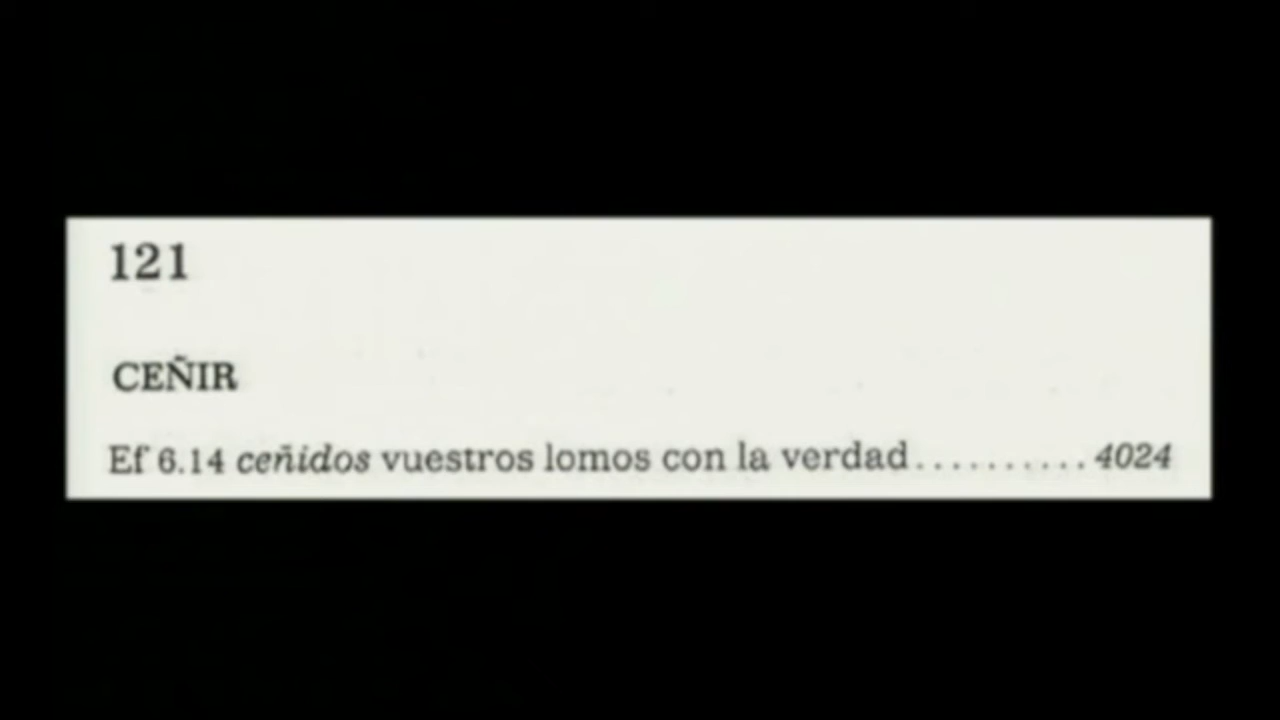 121
CEÑIR
Ef 6.14 ceñidos vuestros lomos con la verdad..........4024